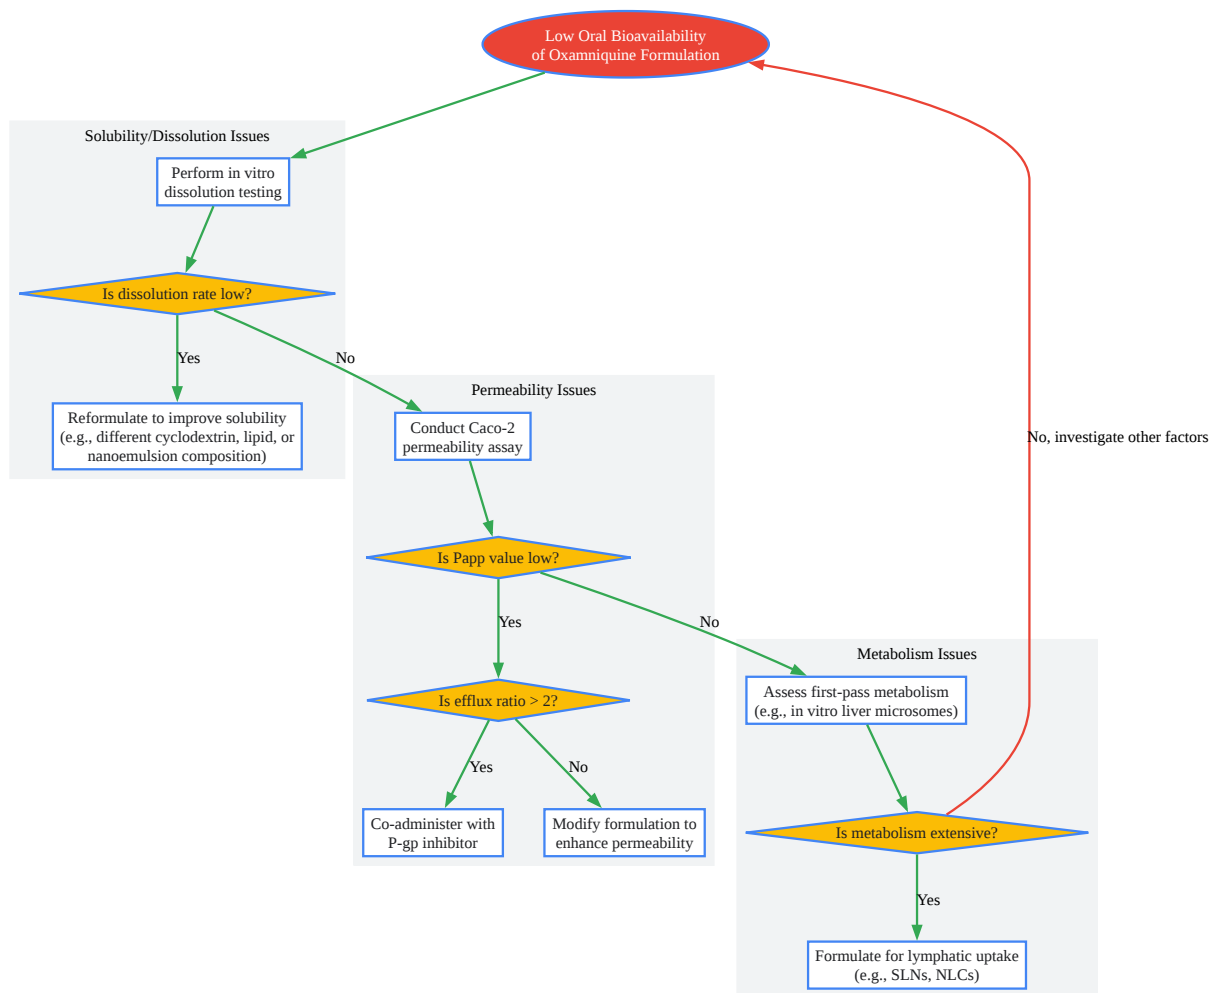 Low Oral Bioavailability
of Oxamniquine Formulation
Solubility/Dissolution Issues
Perform in vitro
dissolution testing
Is dissolution rate low?
Yes
No
Reformulate to improve solubility
(e.g., different cyclodextrin, lipid, or
nanoemulsion composition)
Permeability Issues
Conduct Caco-2
permeability assay
No, investigate other factors
Is Papp value low?
Yes
No
Is efflux ratio > 2?
Yes
No
Co-administer with
P-gp inhibitor
Modify formulation to
enhance permeability
Metabolism Issues
Assess first-pass metabolism
(e.g., in vitro liver microsomes)
Is metabolism extensive?
Yes
Formulate for lymphatic uptake
(e.g., SLNs, NLCs)